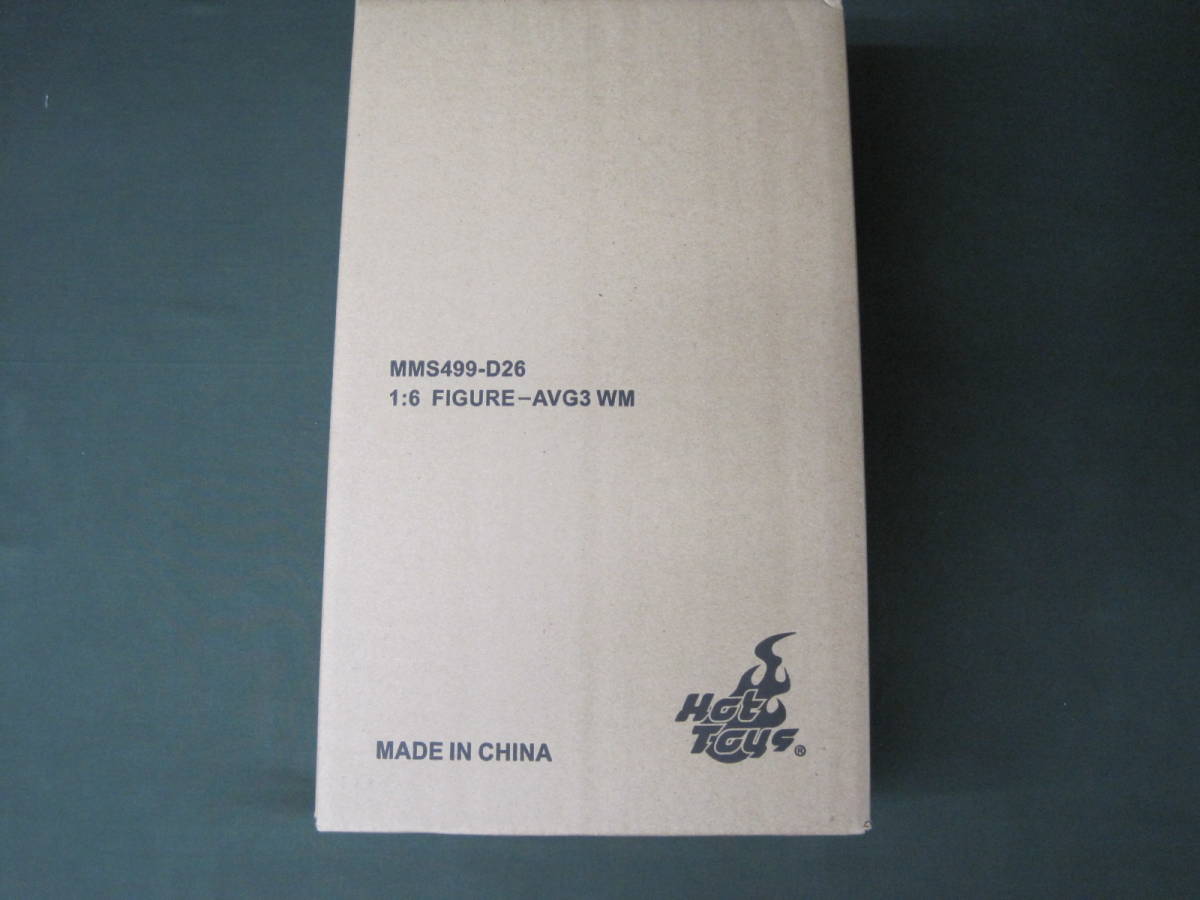 MMS499-D26
1:6 FIGURE–AVG3 WM
MADE IN CHINA
Hot
Toys®